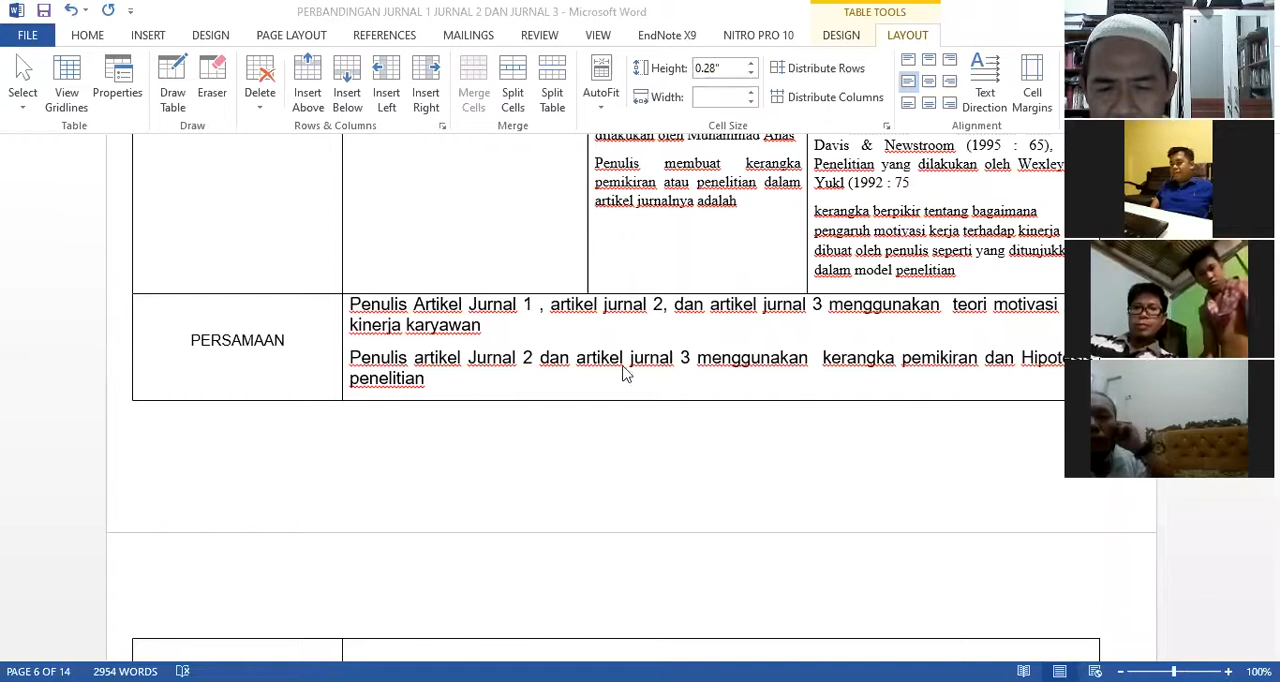 PERBANDINGAN JURNAL 1 JURNAL 2 DAN JURNAL 3 - Microsoft Word
TABLE TOOLS
FILE HOME INSERT DESIGN PAGE LAYOUT REFERENCES MAILINGS REVIEW VIEW EndNote X9 NITRO PRO 10 DESIGN LAYOUT
Select
View Gridlines
Properties
Draw Table
Eraser
Delete
Insert Above
Insert Below
Insert Left
Insert Right
Merge Cells
Split Cells
Split Table
AutoFit
Height: 0.28"
Width:
Distribute Rows
Distribute Columns
Text Direction
Cell Margins
Table
Draw
Rows & Columns
Merge
Cell Size
Alignment
dilakukan oleh Muhammad Anas
Penulis membuat kerangka
pemikiran atau penelitian dalam
artikel jurnalnya adalah
Davis & Newstroom (1995 : 65),
Penelitian yang dilakukan oleh Wexley
Yukl (1992 : 75
kerangka berpikir tentang bagaimana
pengaruh motivasi kerja terhadap kinerja
dibuat oleh penulis seperti yang ditunjukk
dalam model penelitian
PERSAMAAN
Penulis Artikel Jurnal 1 , artikel jurnal 2, dan artikel jurnal 3 menggunakan teori motivasi
kinerja karyawan
Penulis artikel Jurnal 2 dan artikel jurnal 3 menggunakan kerangka pemikiran dan Hipotesis
penelitian
PAGE 6 OF 14 2954 WORDS
100%